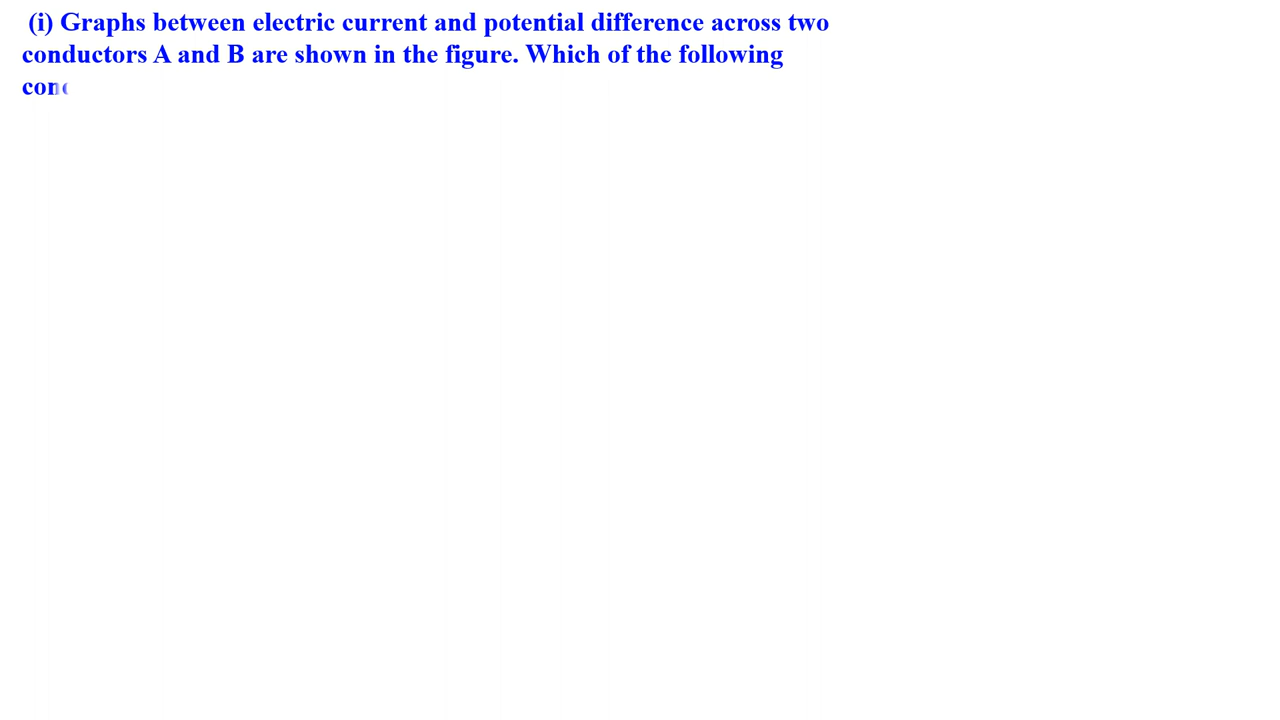 (i) Graphs between electric current and potential difference across two
conductors A and B are shown in the figure. Which of the following